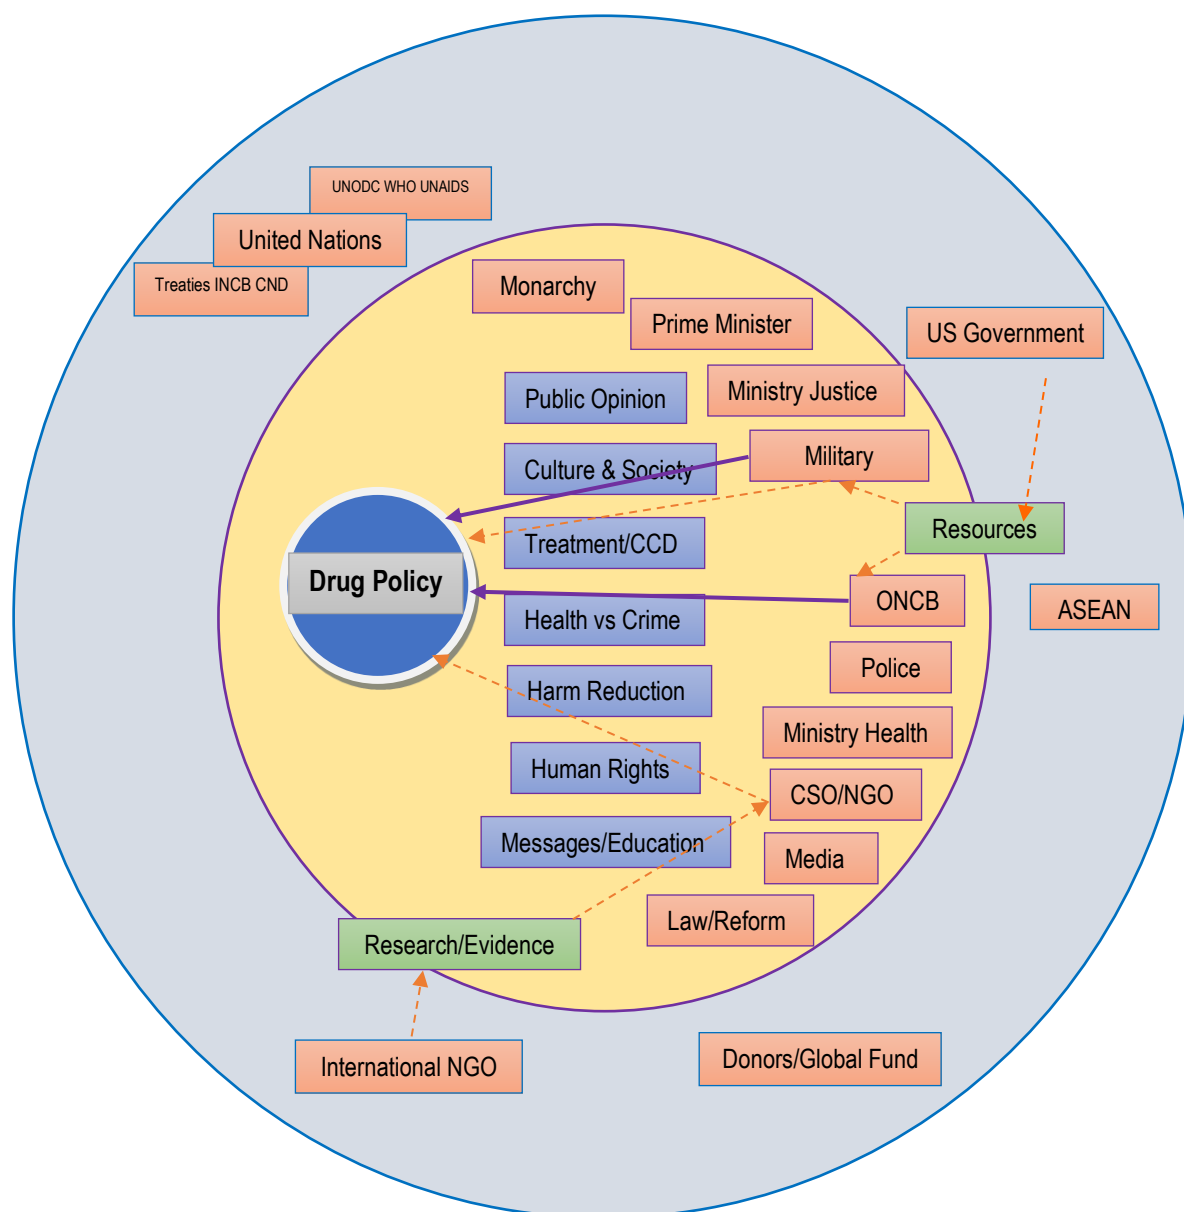 UNODC WHO UNAIDS
United Nations
Treaties INCB CND
Monarchy
Prime Minister
US Government
Ministry Justice
Public Opinion
Military
Culture & Society
Resources
Treatment/CCD
Drug Policy
ONCB
ASEAN
Health vs Crime
Police
Harm Reduction
Ministry Health
Human Rights
CSO/NGO
Messages/Education
Media
Law/Reform
Research/Evidence
International NGO
Donors/Global Fund